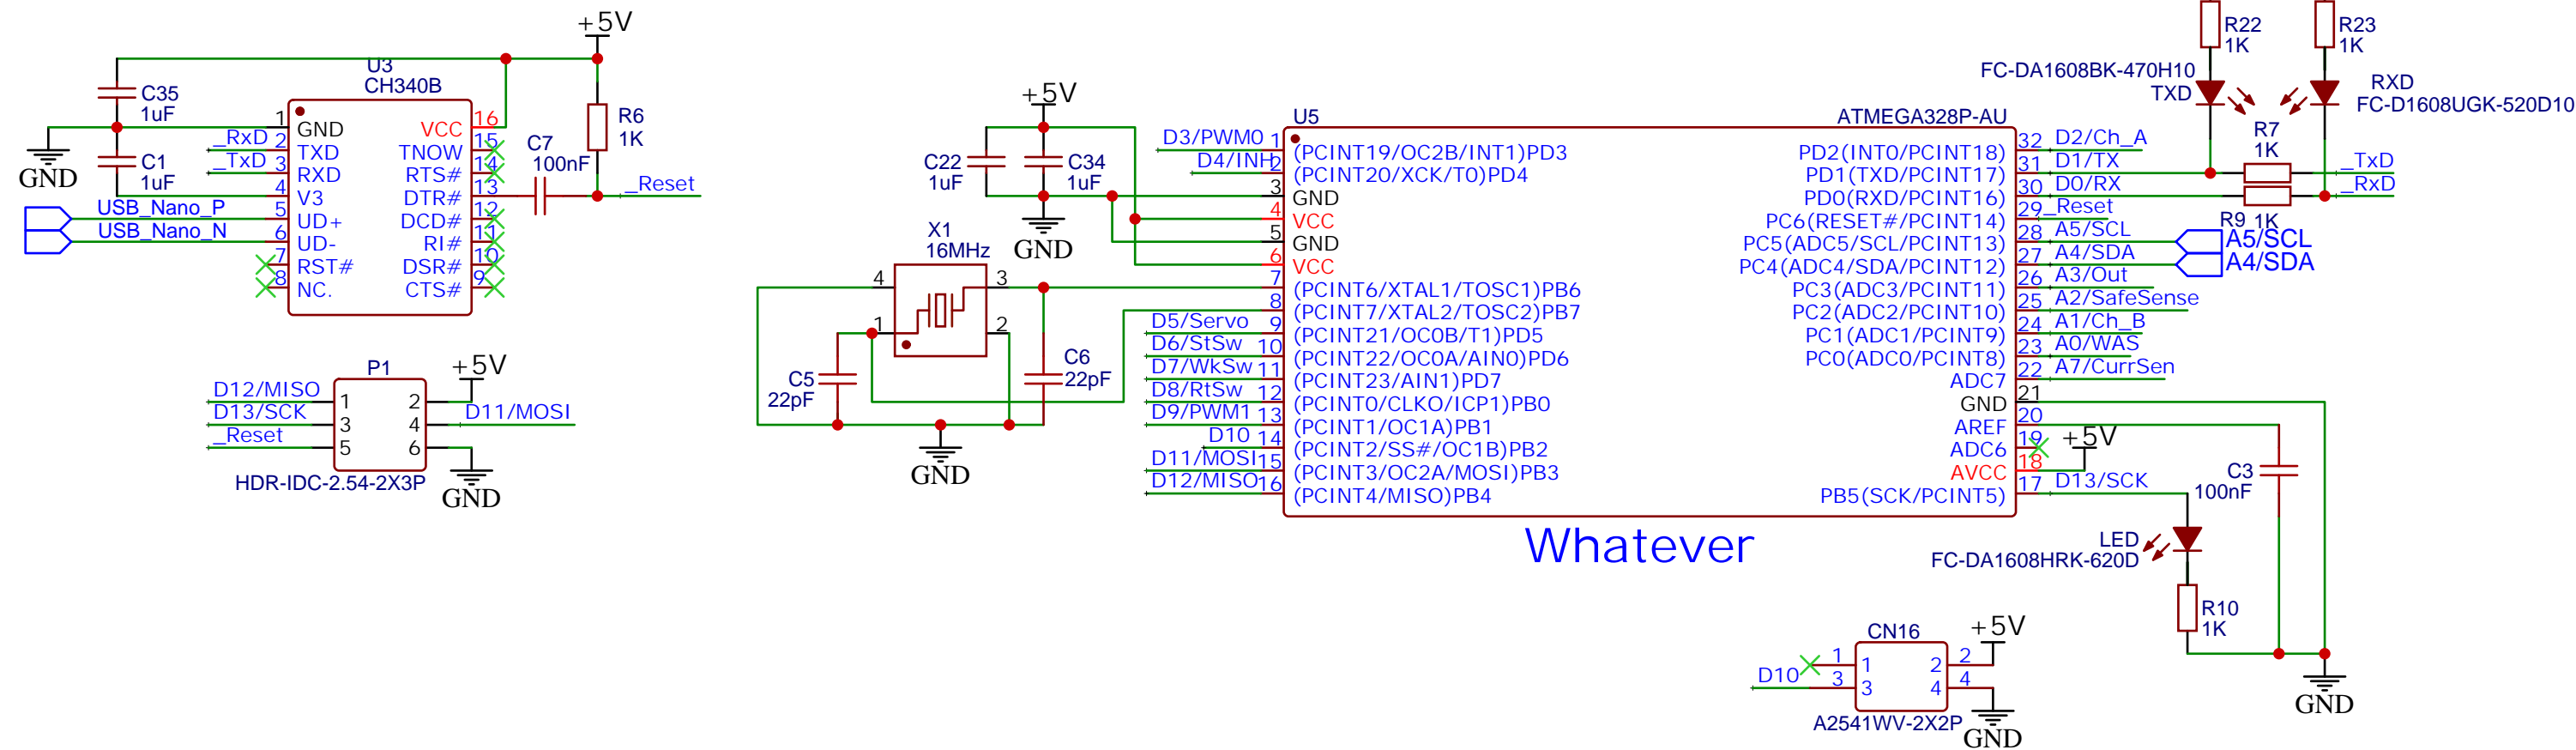 +5V
U3
CH340B
C35
1uF
C1
1uF
GND
_RxD
_TxD
USB_Nano_P
USB_Nano_N
1 GND
2 TXD
3 RXD
4 V3
5 UD+
6 UD-
7 RST#
8 NC.
VCC 16
TNOW 15
RTS# 14
DTR# 13
DCD# 12
RI# 11
DSR# 10
CTS# 9
C7
100nF
R6
1K
_Reset
P1
+5V
D12/MISO 1 2
D13/SCK 3 4 D11/MOSI
_Reset 5 6
HDR-IDC-2.54-2X3P
GND
+5V
C22
1uF
C34
1uF
GND
X1
16MHz
4 3
1 2
C5
22pF
C6
22pF
GND
U5
ATMEGA328P-AU
D3/PWM0 1 (PCINT19/OC2B/INT1)PD3
D4/INH 2 (PCINT20/XCK/T0)PD4
3 GND
4 VCC
5 GND
6 VCC
7 (PCINT6/XTAL1/TOSC1)PB6
8 (PCINT7/XTAL2/TOSC2)PB7
D5/Servo 9 (PCINT21/OC0B/T1)PD5
D6/StSw 10 (PCINT22/OC0A/AIN0)PD6
D7/WkSw 11 (PCINT23/AIN1)PD7
D8/RtSw 12 (PCINT0/CLKO/ICP1)PB0
D9/PWM1 13 (PCINT1/OC1A)PB1
D10 14 (PCINT2/SS#/OC1B)PB2
D11/MOSI 15 (PCINT3/OC2A/MOSI)PB3
D12/MISO 16 (PCINT4/MISO)PB4
PD2(INT0/PCINT18) 32 D2/Ch_A
PD1(TXD/PCINT17) 31 D1/TX
PD0(RXD/PCINT16) 30 D0/RX
PC6(RESET#/PCINT14) 29 _Reset
PC5(ADC5/SCL/PCINT13) 28 A5/SCL
PC4(ADC4/SDA/PCINT12) 27 A4/SDA
PC3(ADC3/PCINT11) 26 A3/Out
PC2(ADC2/PCINT10) 25 A2/SafeSense
PC1(ADC1/PCINT9) 24 A1/Ch_B
PC0(ADC0/PCINT8) 23 A0/WAS
ADC7 22 A7/CurrSen
GND 21
AREF 20
ADC6 19
AVCC 18
PB5(SCK/PCINT5) 17 D13/SCK
A5/SCL
A4/SDA
R22
1K
R23
1K
FC-DA1608BK-470H10
TXD
RXD
FC-D1608UGK-520D10
R7
1K
_TxD
_RxD
R9 1K
+5V
C3
100nF
LED
FC-DA1608HRK-620D
R10
1K
GND
Whatever
CN16
+5V
1 1 2 2
D10 3 3 4 4
A2541WV-2X2P
GND